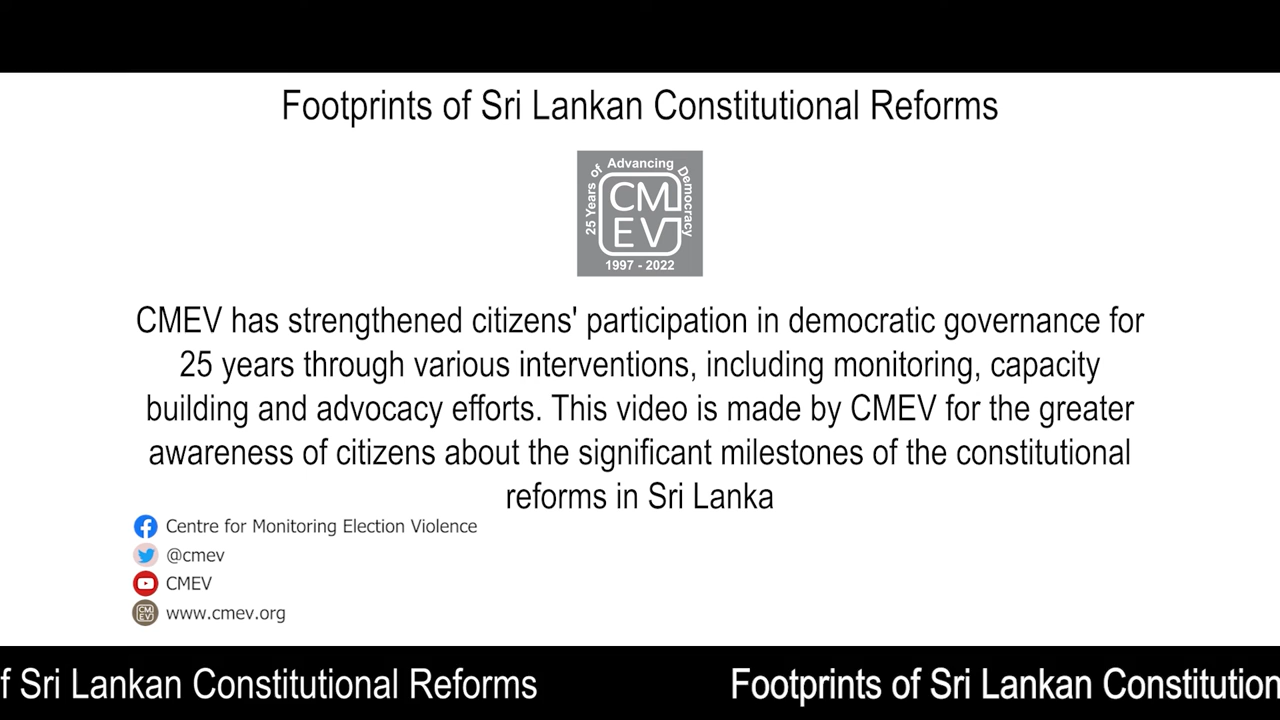 Footprints of Sri Lankan Constitutional Reforms
25 Years of Advancing Democracy
CM
EV
1997 - 2022
CMEV has strengthened citizens' participation in democratic governance for
25 years through various interventions, including monitoring, capacity
building and advocacy efforts. This video is made by CMEV for the greater
awareness of citizens about the significant milestones of the constitutional
reforms in Sri Lanka
Centre for Monitoring Election Violence
@cmev
CMEV
CM
EV
www.cmev.org
f Sri Lankan Constitutional Reforms Footprints of Sri Lankan Constitution